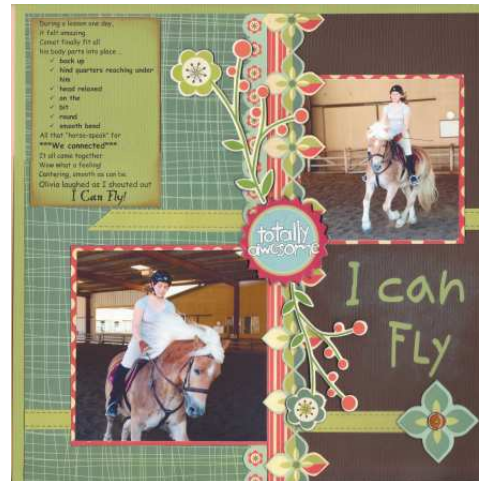 During a lesson one day,
it felt amazing.
Comet finally fit all
his body parts into place ...
✓ back up
✓ hind quarters reaching under
him
✓ head relaxed
✓ on the
✓ bit
✓ round
✓ smooth bend
All that "horse-speak" for
***We connected***
It all came together
Wow what a feeling!
Cantering, smooth as can be.
Olivia laughed as I shouted out
I Can Fly!
totally
awesome
I can
FLy